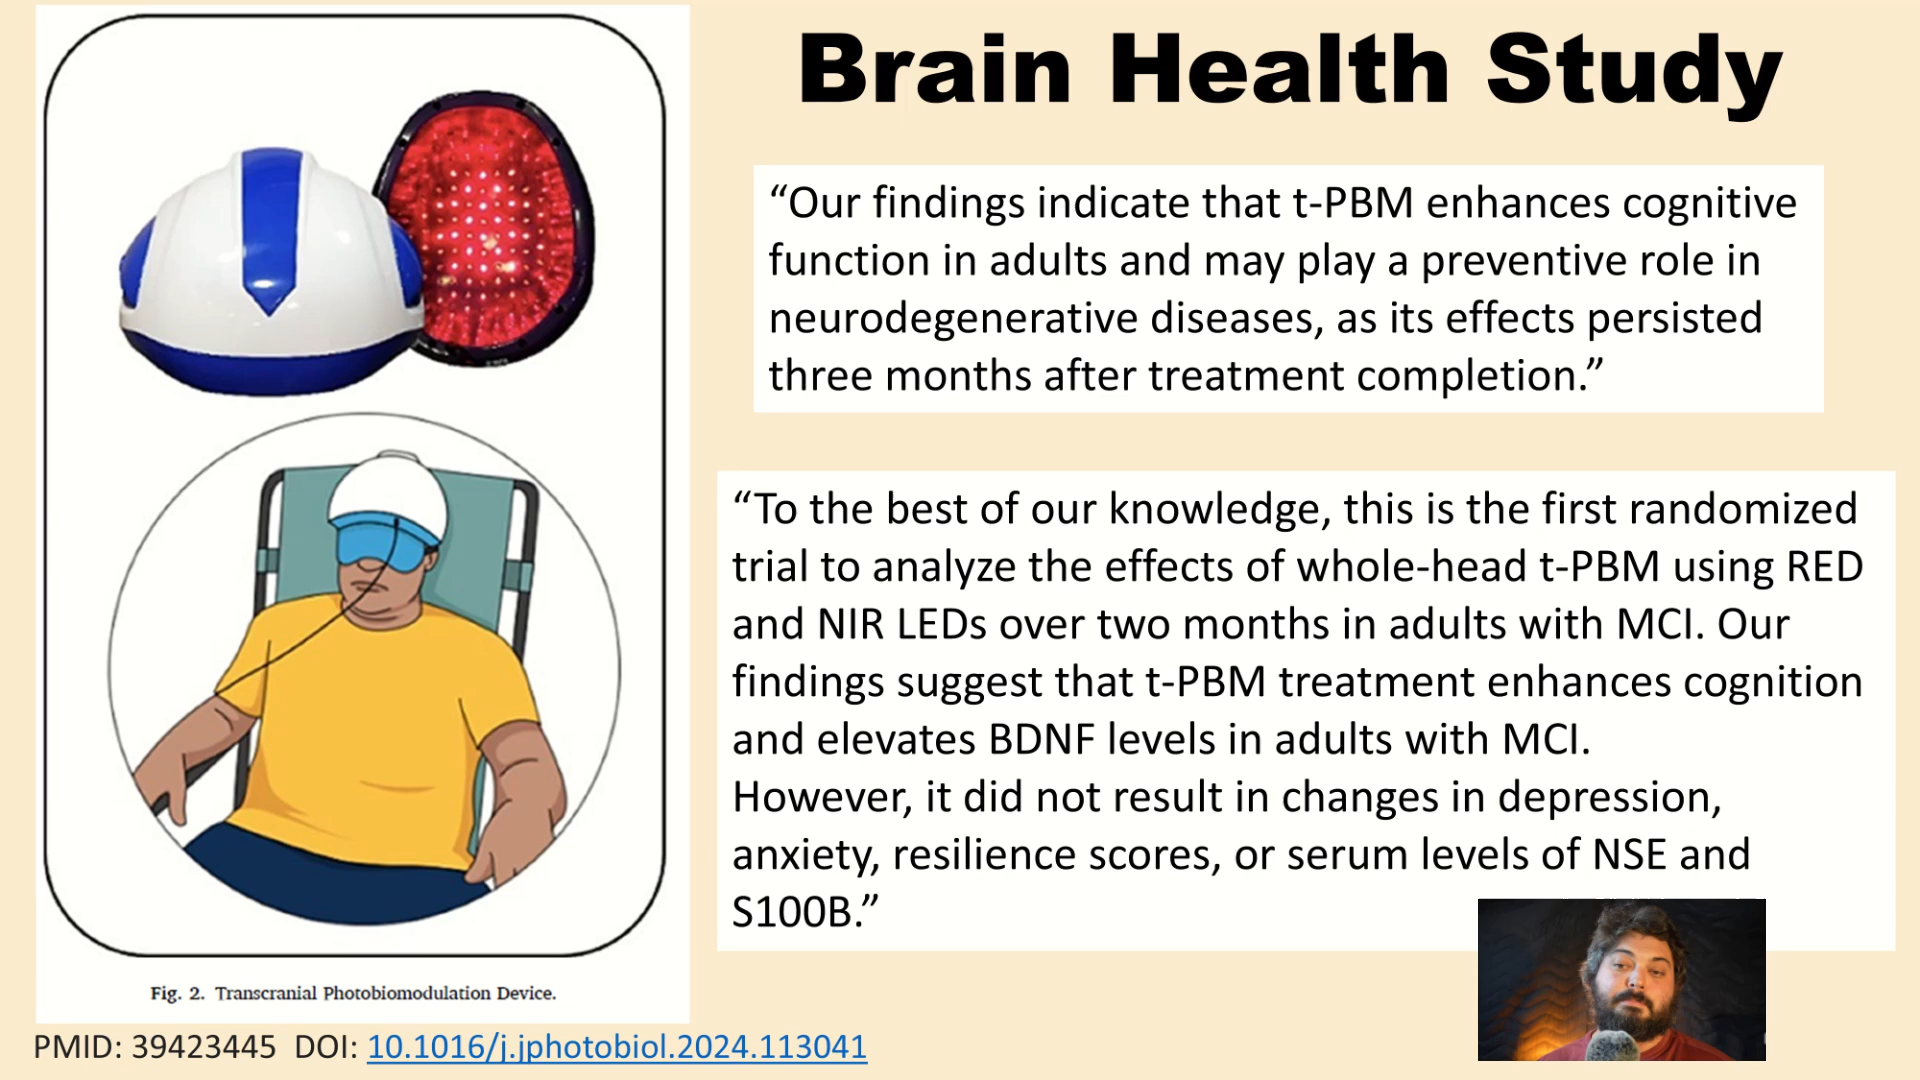 Brain Health Study
“Our findings indicate that t-PBM enhances cognitive
function in adults and may play a preventive role in
neurodegenerative diseases, as its effects persisted
three months after treatment completion.”
“To the best of our knowledge, this is the first randomized
trial to analyze the effects of whole-head t-PBM using RED
and NIR LEDs over two months in adults with MCI. Our
findings suggest that t-PBM treatment enhances cognition
and elevates BDNF levels in adults with MCI.
However, it did not result in changes in depression,
anxiety, resilience scores, or serum levels of NSE and
S100B.”
Fig. 2. Transcranial Photobiomodulation Device.
PMID: 39423445 DOI: 10.1016/j.jphotobiol.2024.113041